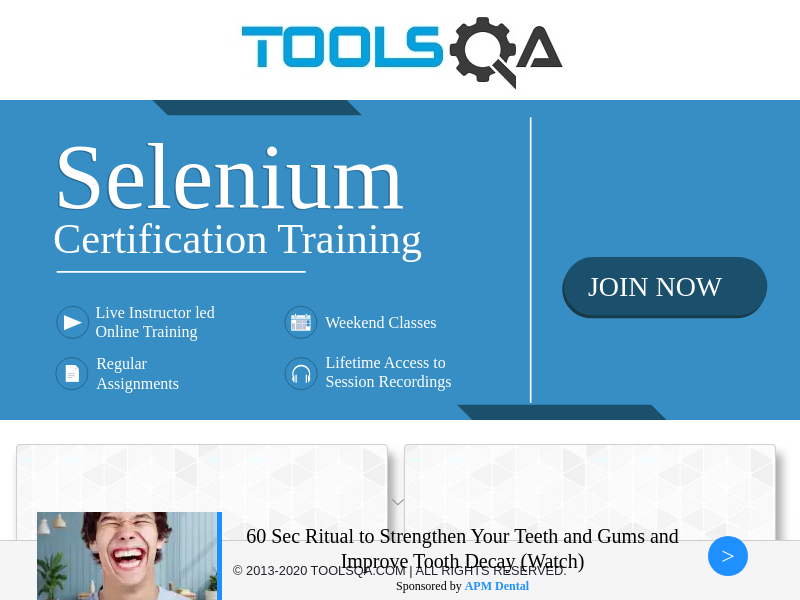 TOOLSQA
Selenium
Certification Training
JOIN NOW
Live Instructor led
Online Training
Weekend Classes
Regular
Assignments
Lifetime Access to
Session Recordings
60 Sec Ritual to Strengthen Your Teeth and Gums and
Improve Tooth Decay (Watch)
© 2013-2020 TOOLSQA.COM | ALL RIGHTS RESERVED.
Sponsored by APM Dental
>